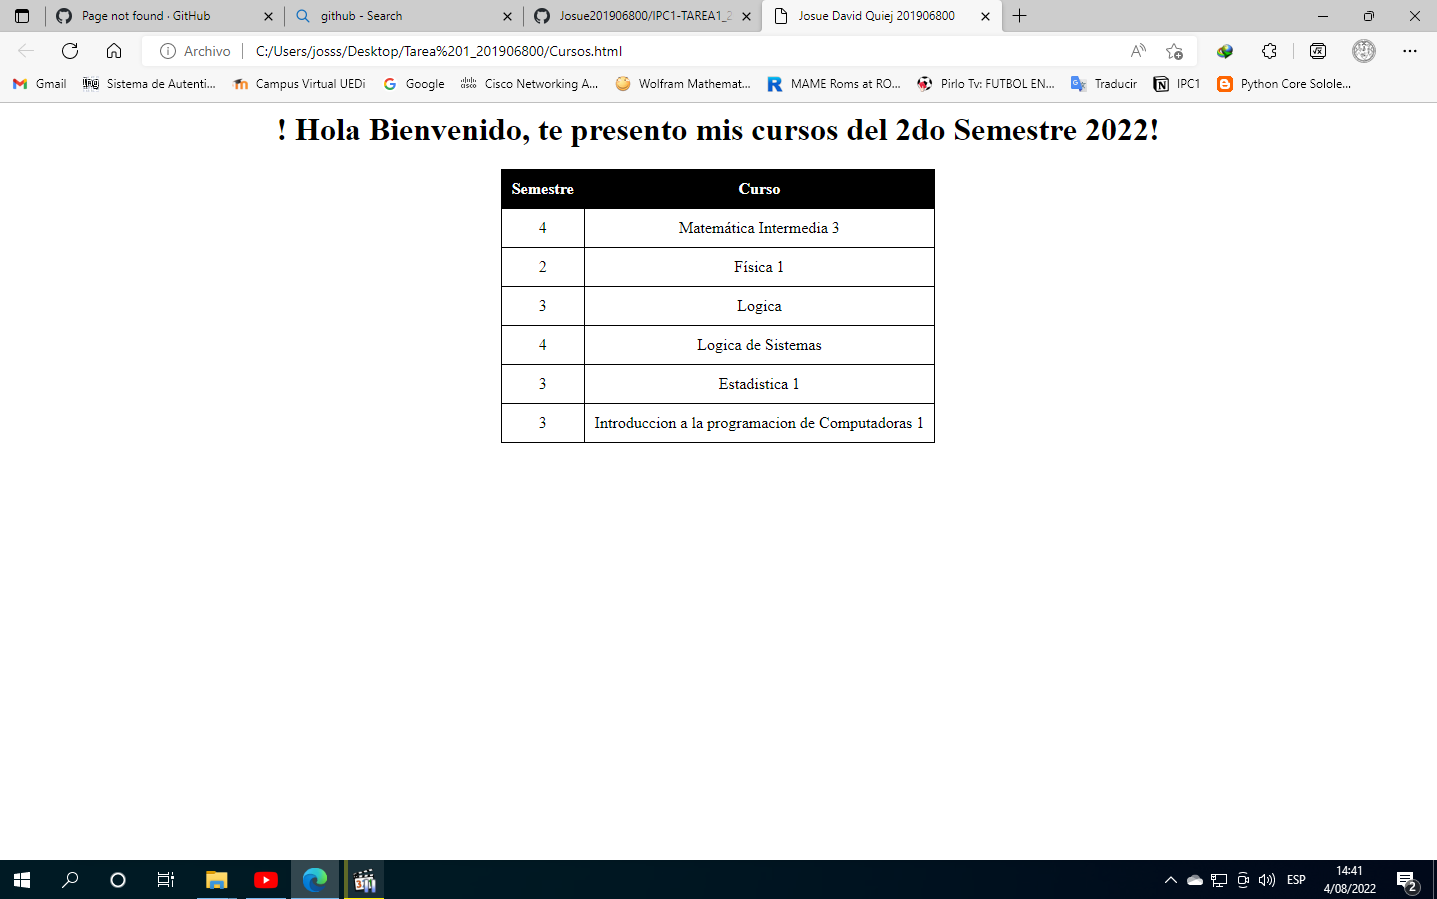 Page not found · GitHub
github - Search
Josue201906800/IPC1-TAREA1_2
Josue David Quiej 201906800
Archivo
C:/Users/josss/Desktop/Tarea%201_201906800/Cursos.html
Gmail
Sistema de Autenti...
Campus Virtual UEDi
Google
Cisco Networking A...
Wolfram Mathemat...
MAME Roms at RO...
Pirlo Tv: FUTBOL EN...
Traducir
IPC1
Python Core Solole...
! Hola Bienvenido, te presento mis cursos del 2do Semestre 2022!
Semestre Curso
4 Matemática Intermedia 3
2 Física 1
3 Logica
4 Logica de Sistemas
3 Estadistica 1
3 Introduccion a la programacion de Computadoras 1
ESP
14:41
4/08/2022
2